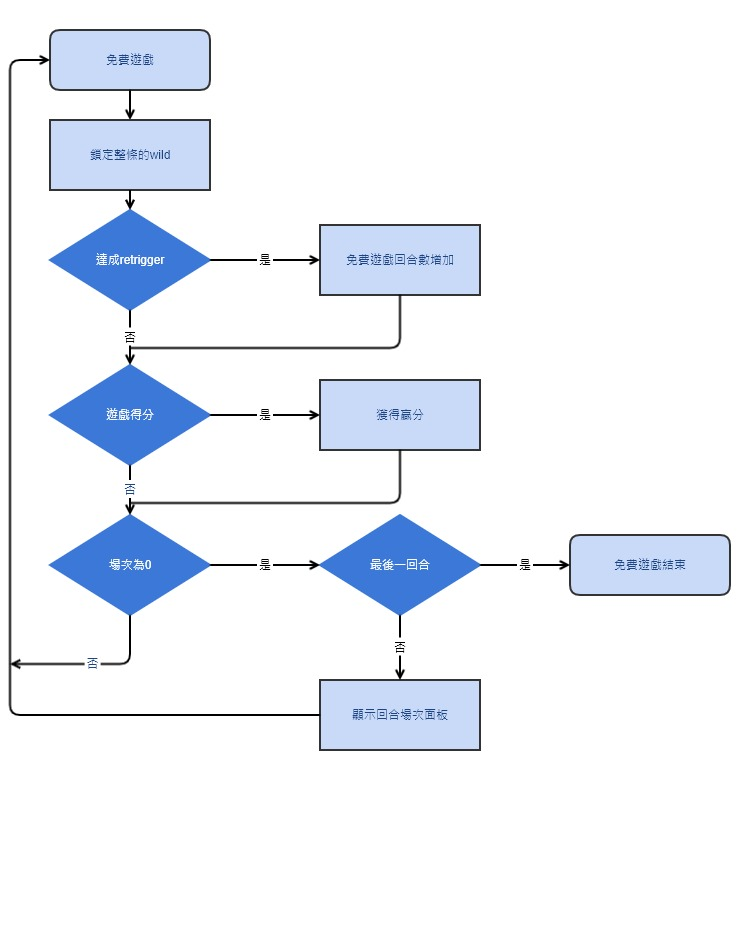 免費遊戲
鎖定整條的wild
達成retrigger
是
免費遊戲回合數增加
否
遊戲得分
是
獲得贏分
否
場次為0
是
最後一回合
是
免費遊戲結束
否
否
顯示回合場次面板